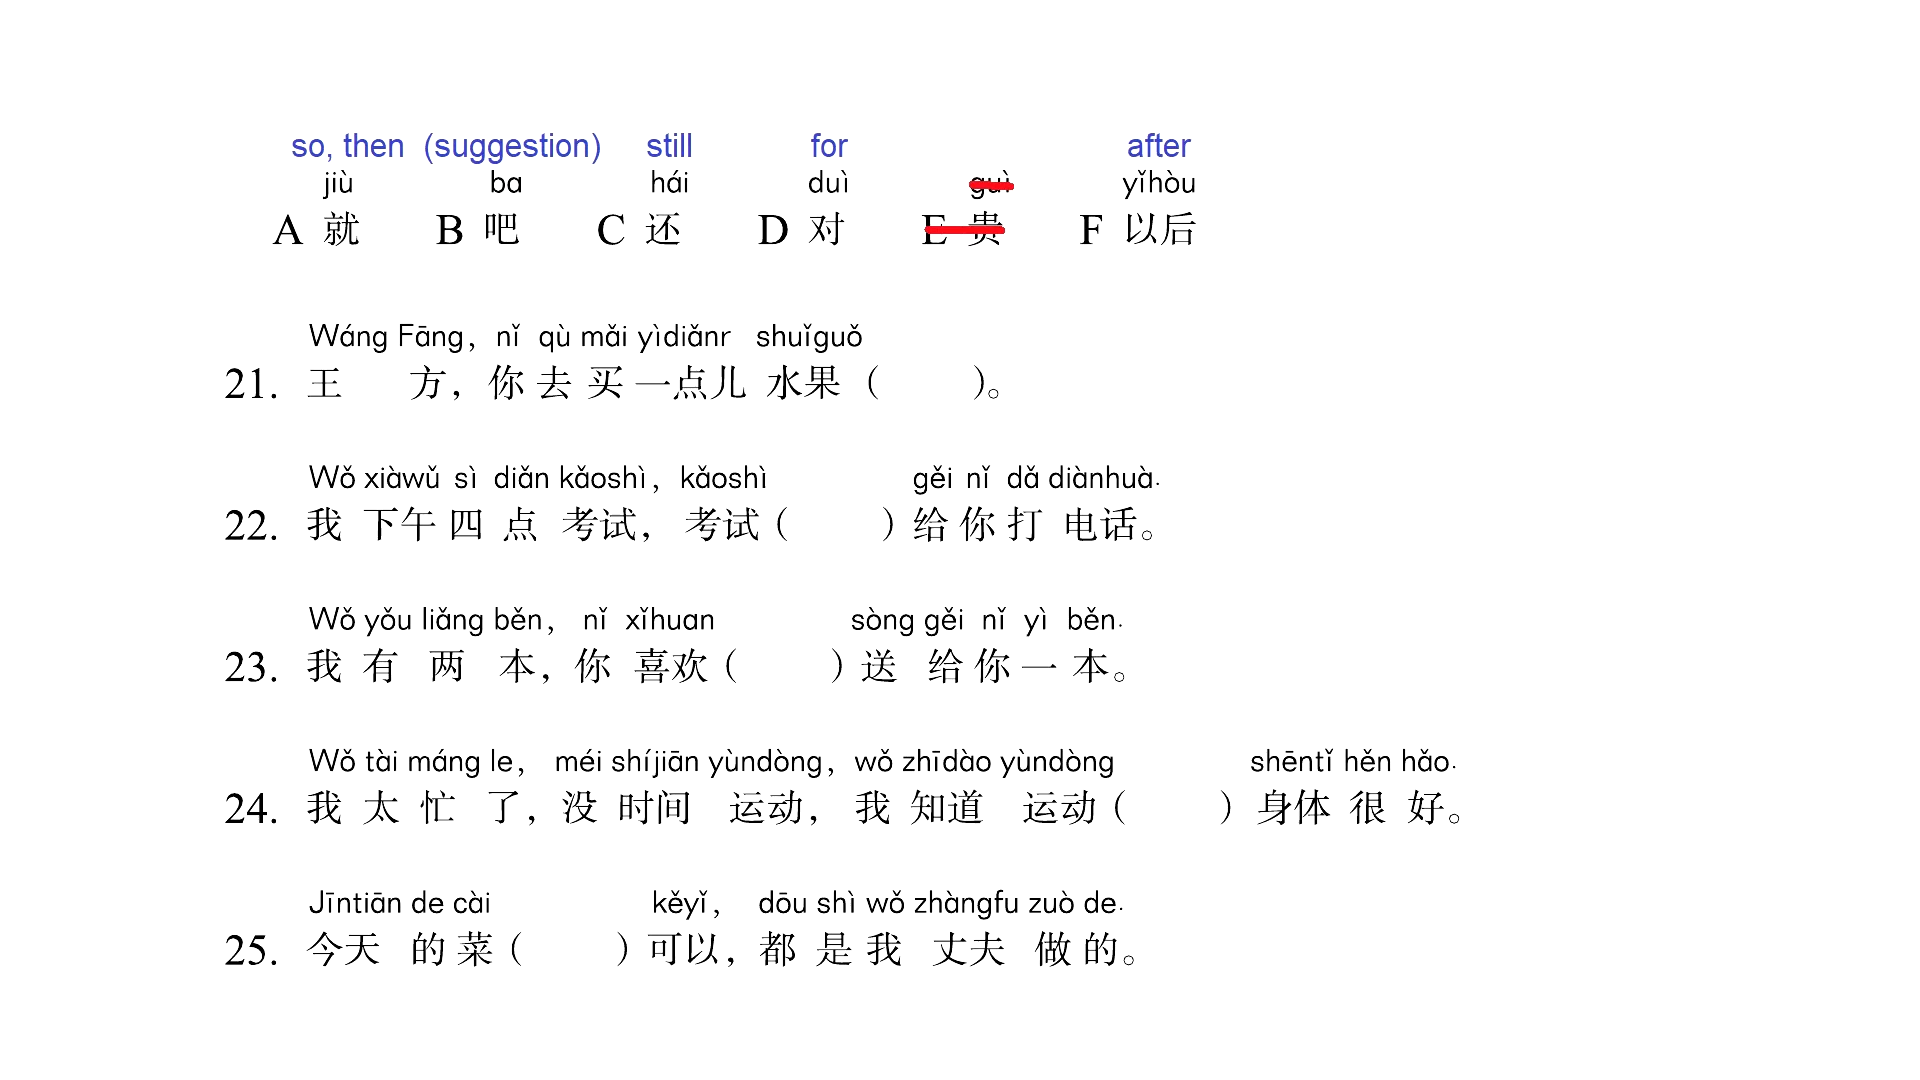 so, then (suggestion) still for after
jiù ba hái duì guì yǐhòu
A 就 B 吧 C 还 D 对 E 贵 F 以后
Wáng Fāng, nǐ qù mǎi yìdiǎnr shuǐguǒ
21. 王 方，你 去 买 一点儿 水果（ ）。
Wǒ xiàwǔ sì diǎn kǎoshì, kǎoshì gěi nǐ dǎ diànhuà.
22. 我 下午 四 点 考试， 考试（ ）给 你 打 电话。
Wǒ yǒu liǎng běn, nǐ xǐhuan sòng gěi nǐ yì běn.
23. 我 有 两 本，你 喜欢（ ）送 给 你 一 本。
Wǒ tài máng le, méi shíjiān yùndòng, wǒ zhīdào yùndòng shēntǐ hěn hǎo.
24. 我 太 忙 了，没 时间 运动， 我 知道 运动（ ）身体 很 好。
Jīntiān de cài kěyǐ, dōu shì wǒ zhàngfu zuò de.
25. 今天 的 菜（ ）可以，都 是 我 丈夫 做 的。